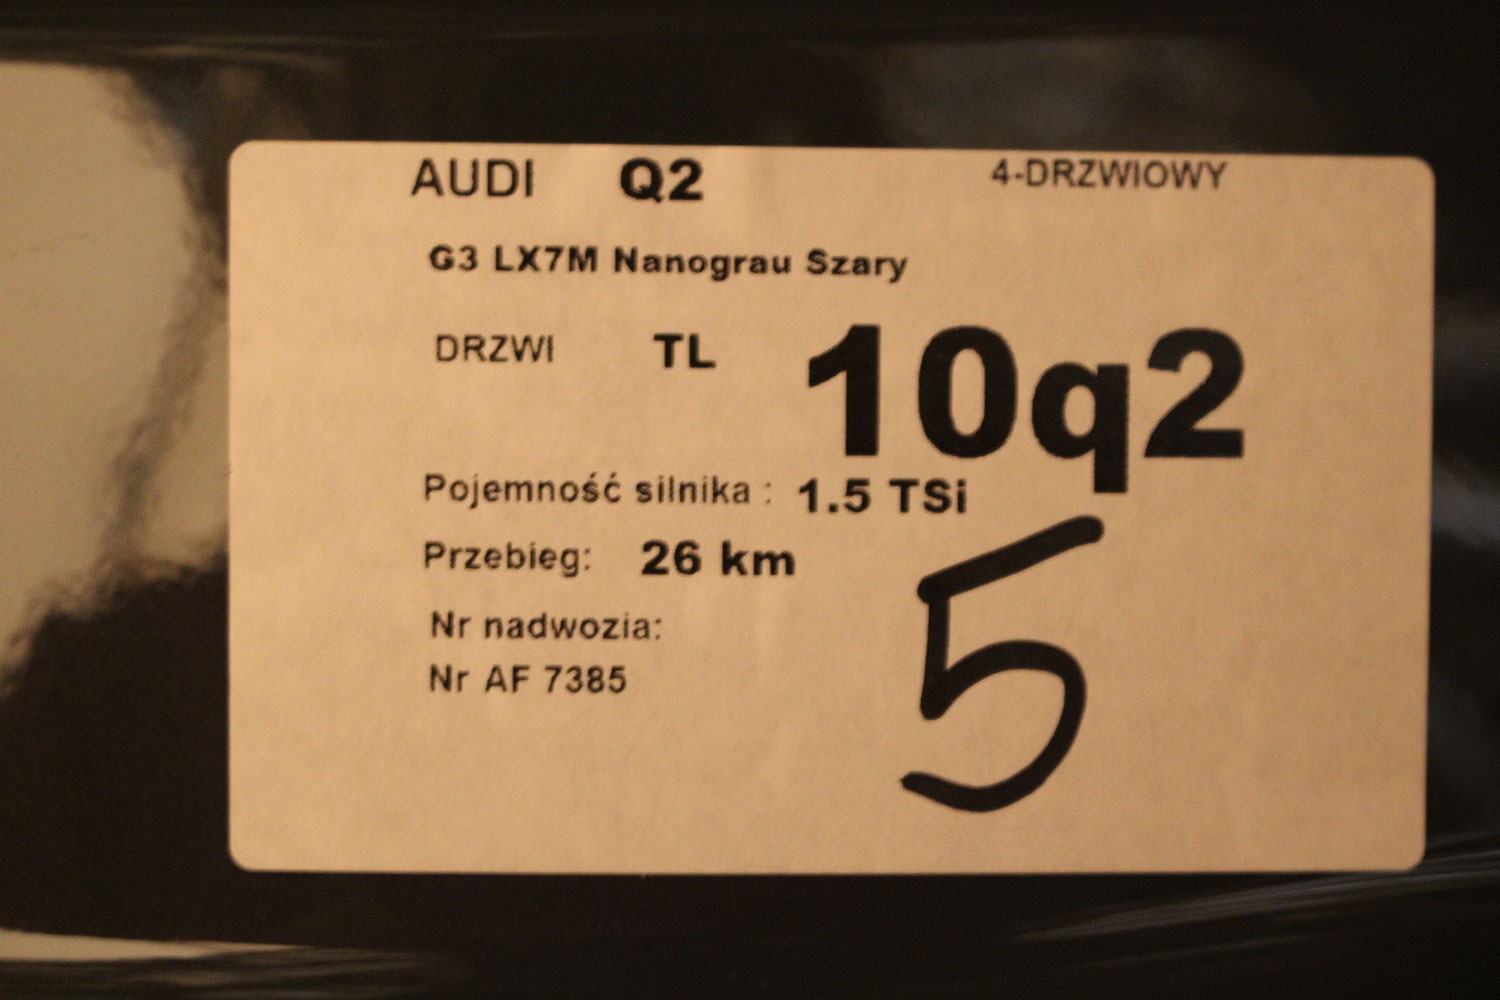 AUDI Q2 4-DRZWIOWY
G3 LX7M Nanograu Szary
DRZWI TL 10q2
Pojemność silnika : 1.5 TSi
Przebieg: 26 km
Nr nadwozia:
Nr AF 7385
5